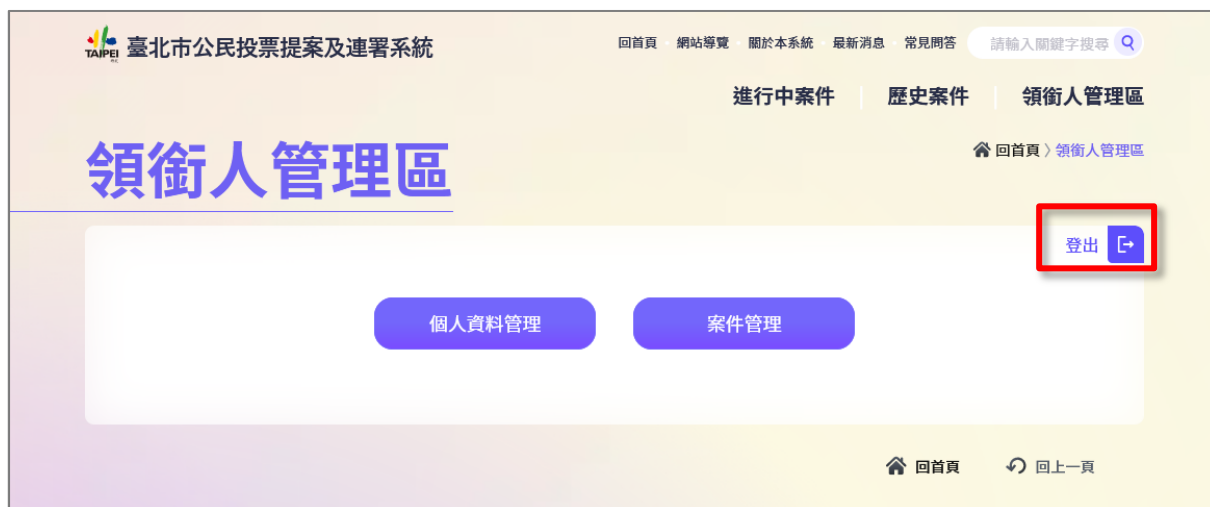 TAIPEI 臺北市公民投票提案及連署系統
回首頁 網站導覽 關於本系統 最新消息 常見問答 請輸入關鍵字搜尋
進行中案件 歷史案件 領銜人管理區
回首頁〉領銜人管理區
領銜人管理區
登出
個人資料管理 案件管理
回首頁 回上一頁